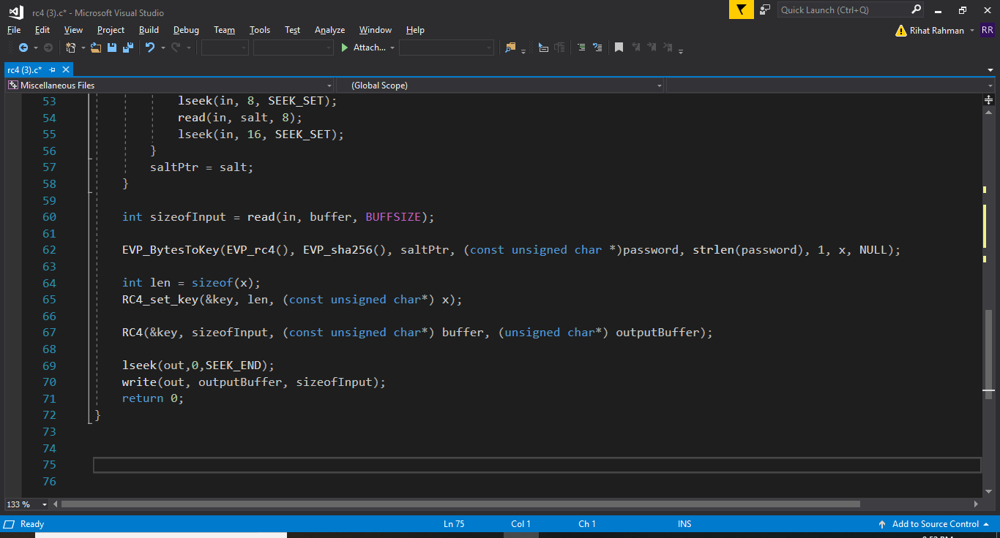 rc4 (3).c* - Microsoft Visual Studio
Quick Launch (Ctrl+Q)
File Edit View Project Build Debug Team Tools Test Analyze Window Help
Rihat Rahman RR
Attach...
rc4 (3).c*
Miscellaneous Files (Global Scope)
53 lseek(in, 8, SEEK_SET);
54 read(in, salt, 8);
55 lseek(in, 16, SEEK_SET);
56 }
57 saltPtr = salt;
58 }
59
60 int sizeofInput = read(in, buffer, BUFFSIZE);
61
62 EVP_BytesToKey(EVP_rc4(), EVP_sha256(), saltPtr, (const unsigned char *)password, strlen(password), 1, x, NULL);
63
64 int len = sizeof(x);
65 RC4_set_key(&key, len, (const unsigned char*) x);
66
67 RC4(&key, sizeofInput, (const unsigned char*) buffer, (unsigned char*) outputBuffer);
68
69 lseek(out,0,SEEK_END);
70 write(out, outputBuffer, sizeofInput);
71 return 0;
72 }
73
74
75
76
133 %
Ready Ln 75 Col 1 Ch 1 INS Add to Source Control